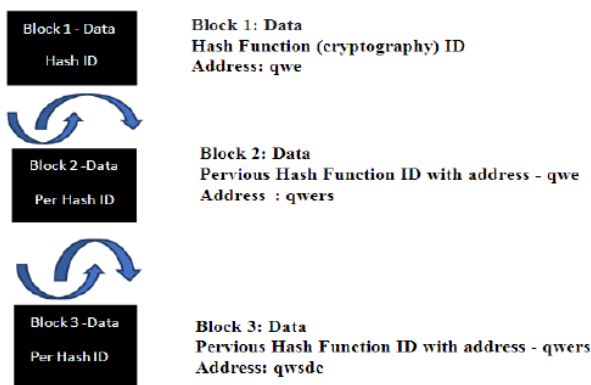 Block 1 - Data
Hash ID
Block 1: Data
Hash Function (cryptography) ID
Address: qwe
Block 2 -Data
Per Hash ID
Block 2: Data
Pervious Hash Function ID with address - qwe
Address : qwers
Block 3 -Data
Per Hash ID
Block 3: Data
Pervious Hash Function ID with address - qwers
Address: qwsdc